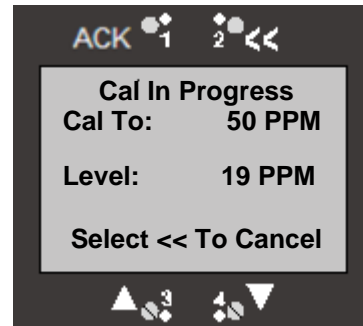 ACK 1 2 <<
Cal In Progress
Cal To: 50 PPM
Level: 19 PPM
Select << To Cancel
3 4